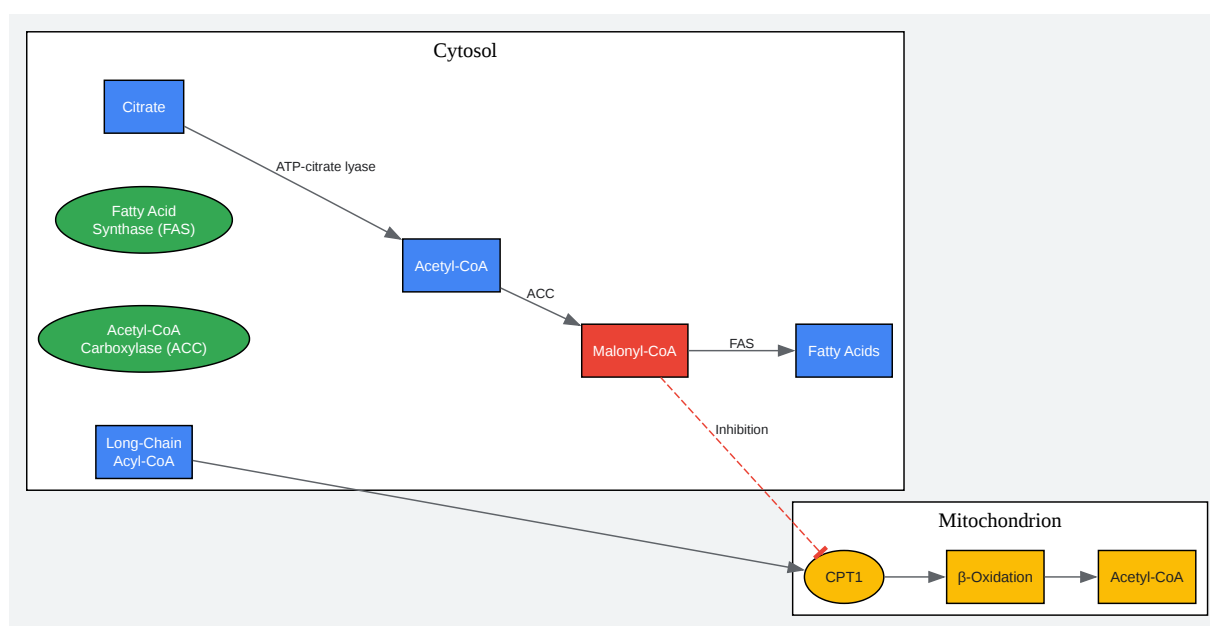 Cytosol
Citrate
ATP-citrate lyase
Fatty Acid
Synthase (FAS)
Acetyl-CoA
ACC
Acetyl-CoA
Carboxylase (ACC)
Malonyl-CoA
FAS
Fatty Acids
Inhibition
Long-Chain
Acyl-CoA
Mitochondrion
CPT1
β-Oxidation
Acetyl-CoA